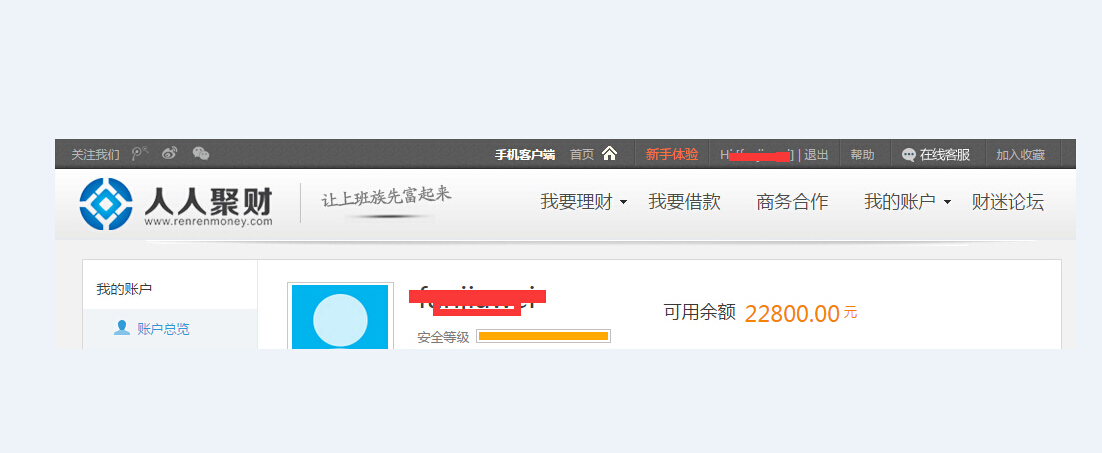 关注我们 手机客户端 首页 新手体验 Hi | 退出 帮助 在线客服 加入收藏
人人聚财 让上班族先富起来 我要理财 我要借款 商务合作 我的账户 财迷论坛
www.renrenmoney.com
我的账户
可用余额 22800.00 元
账户总览
安全等级